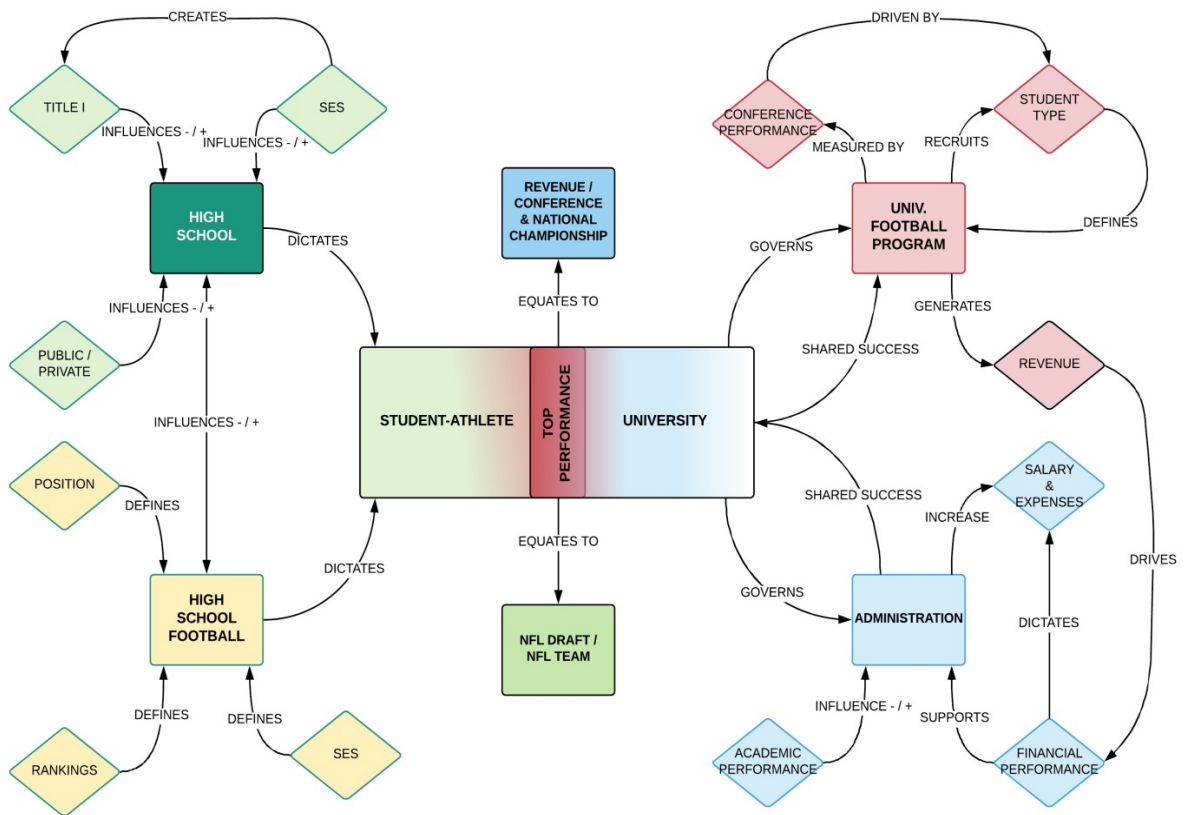 CREATES
DRIVEN BY
TITLE I
SES
CONFERENCE
PERFORMANCE
STUDENT
TYPE
INFLUENCES - / +
INFLUENCES - / +
MEASURED BY
RECRUITS
HIGH
SCHOOL
REVENUE /
CONFERENCE
& NATIONAL
CHAMPIONSHIP
UNIV.
FOOTBALL
PROGRAM
DICTATES
GOVERNS
DEFINES
INFLUENCES - / +
EQUATES TO
GENERATES
PUBLIC /
PRIVATE
SHARED SUCCESS
REVENUE
STUDENT-ATHLETE
TOP
PERFORMANCE
UNIVERSITY
INFLUENCES - / +
POSITION
DEFINES
SHARED SUCCESS
SALARY
&
EXPENSES
INCREASE
EQUATES TO
DICTATES
DRIVES
GOVERNS
HIGH
SCHOOL
FOOTBALL
NFL DRAFT /
NFL TEAM
ADMINISTRATION
DICTATES
DEFINES
DEFINES
INFLUENCE - / +
SUPPORTS
RANKINGS
SES
ACADEMIC
PERFORMANCE
FINANCIAL
PERFORMANCE